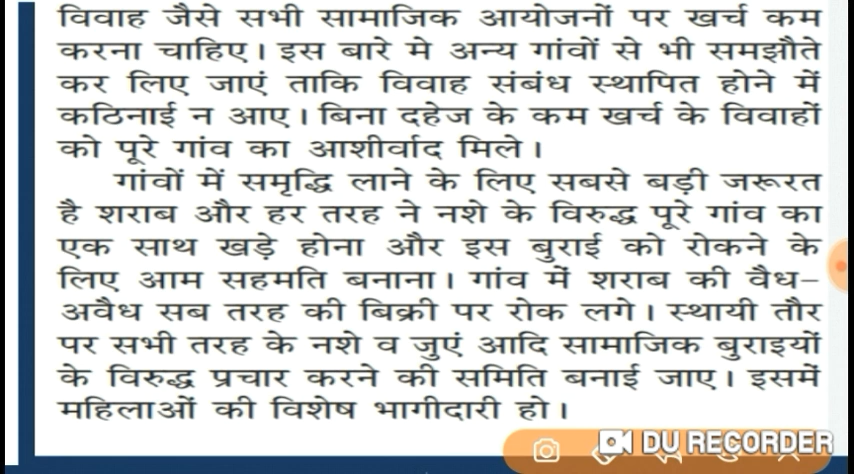 विवाह जैसे सभी सामाजिक आयोजनों पर खर्च कम
करना चाहिए। इस बारे मे अन्य गांवों से भी समझौते
कर लिए जाएं ताकि विवाह संबंध स्थापित होने में
कठिनाई न आए। बिना दहेज के कम खर्च के विवाहों
को पूरे गांव का आशीर्वाद मिले।
गांवों में समृद्धि लाने के लिए सबसे बड़ी जरूरत
है शराब और हर तरह ने नशे के विरुद्ध पूरे गांव का
एक साथ खड़े होना और इस बुराई को रोकने के
लिए आम सहमति बनाना। गांव में शराब की वैध-
अवैध सब तरह की बिक्री पर रोक लगे। स्थायी तौर
पर सभी तरह के नशे व जुएं आदि सामाजिक बुराइयों
के विरुद्ध प्रचार करने की समिति बनाई जाए। इसमें
महिलाओं की विशेष भागीदारी हो।
DU RECORDER